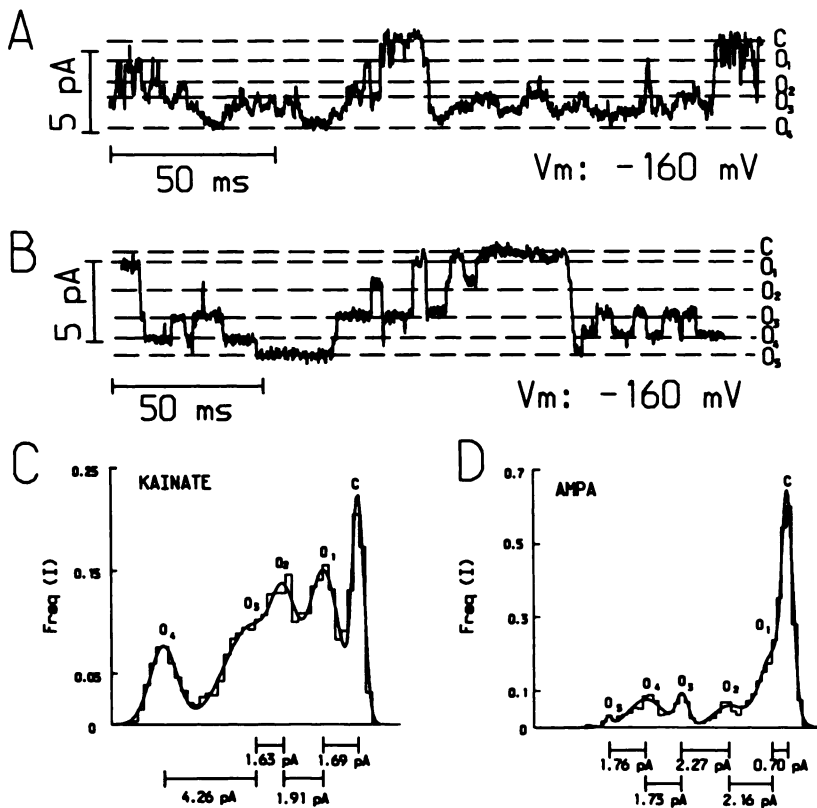 A
C
O₁
O₂
O₃
O₄
5 pA
50 ms
Vm: -160 mV
B
C
O₁
O₂
O₃
O₄
O₅
5 pA
50 ms
Vm: -160 mV
C
KAINATE
0.25
0.15
0.05
0
Freq (I)
O₄
O₃
O₂
O₁
C
1.63 pA
1.69 pA
4.26 pA
1.91 pA
D
AMPA
0.7
0.5
0.3
0.1
0
Freq (I)
O₅
O₄
O₃
O₂
O₁
C
1.76 pA
2.27 pA
0.70 pA
1.73 pA
2.16 pA